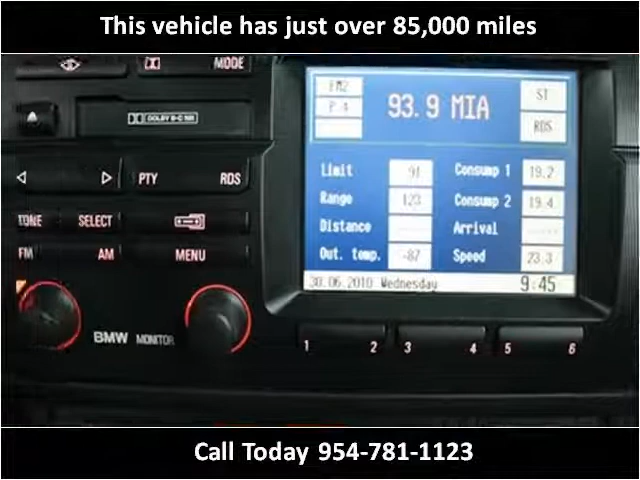 This vehicle has just over 85,000 miles
MODE
FM2
93.9 MIA
ST
DOLBY B-C NR
P 4
RDS
Limit 91 Consump 1 19.2
PTY RDS
Range 123 Consump 2 19.4
TONE SELECT
Distance ---- Arrival
FM AM MENU
Out. temp. -87 Speed 23.3
30.06.2010 Wednesday 9:45
BMW MONITOR
1 2 3 4 5 6
Call Today 954-781-1123